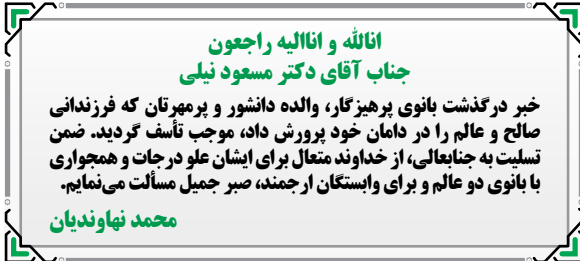 اناللّه و اناالیه راجعون
جناب آقای دکتر مسعود نیلی
خبر درگذشت بانوی پرهیزگار، والده دانشور و پرمهرتان که فرزندانی
صالح و عالم را در دامان خود پرورش داد، موجب تأسف گردید. ضمن
تسلیت به جنابعالی، از خداوند متعال برای ایشان علو درجات و همجواری
با بانوی دو عالم و برای وابستگان ارجمند، صبر جمیل مسألت می‌نمایم.
محمد نهاوندیان